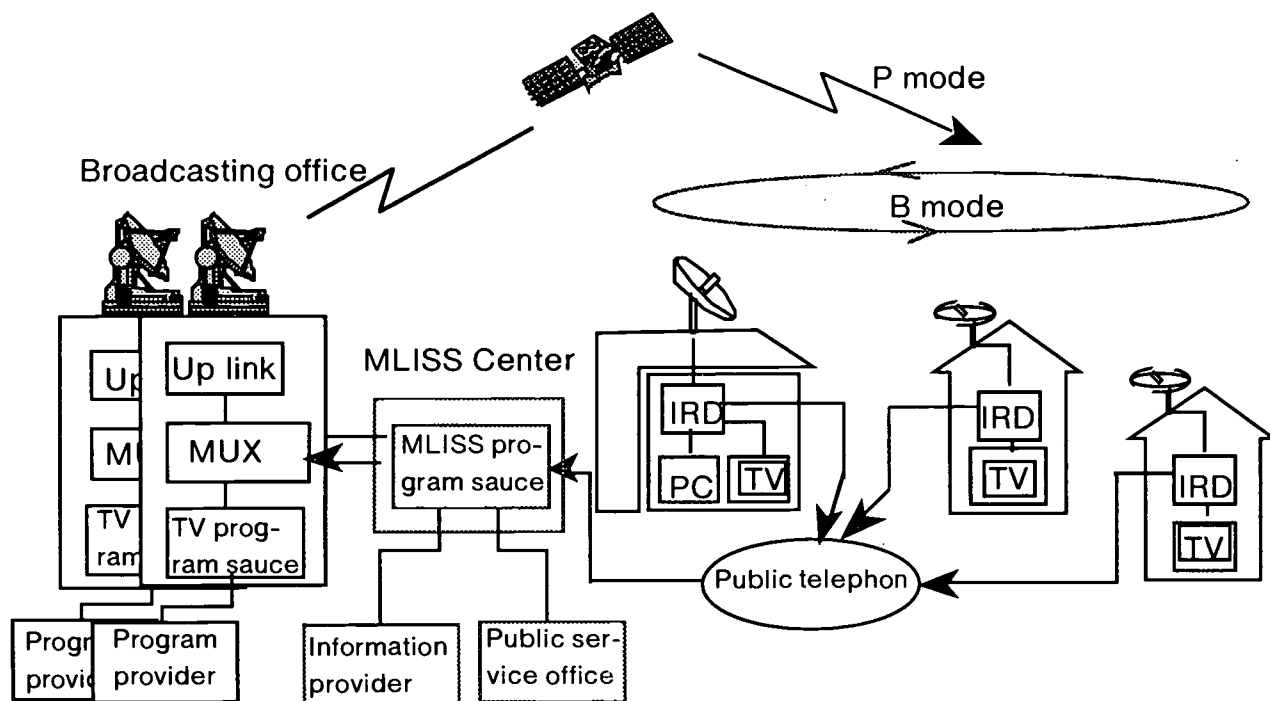 P mode
Broadcasting office
B mode
MLISS Center
Up link
Up
IRD
IRD
MLISS pro-
gram sauce
MUX
MU
PC
TV
TV
IRD
TV prog-
ram sauce
TV
ram
TV
Public telephon
Program
provider
Progr
provid
Information
provider
Public ser-
vice office